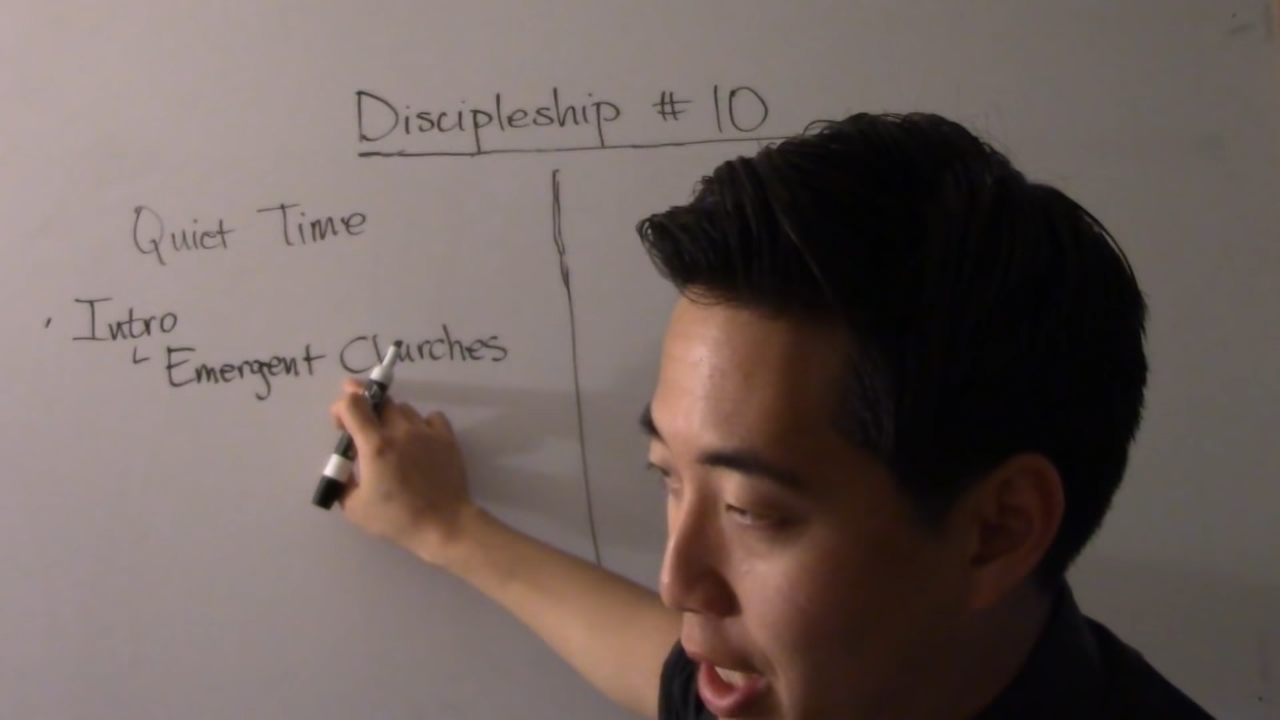 Discipleship # 10
Quiet Time
· Intro
└ Emergent Churches